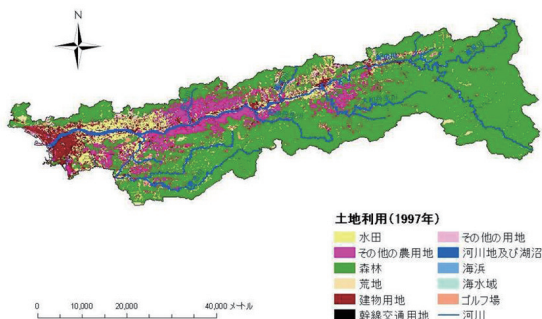 N
土地利用(1997年)
水田
その他の用地
その他の農用地
河川地及び湖沼
森林
海浜
荒地
海水域
建物用地
ゴルフ場
幹線交通用地
河川
0 10,000 20,000 40,000 メートル